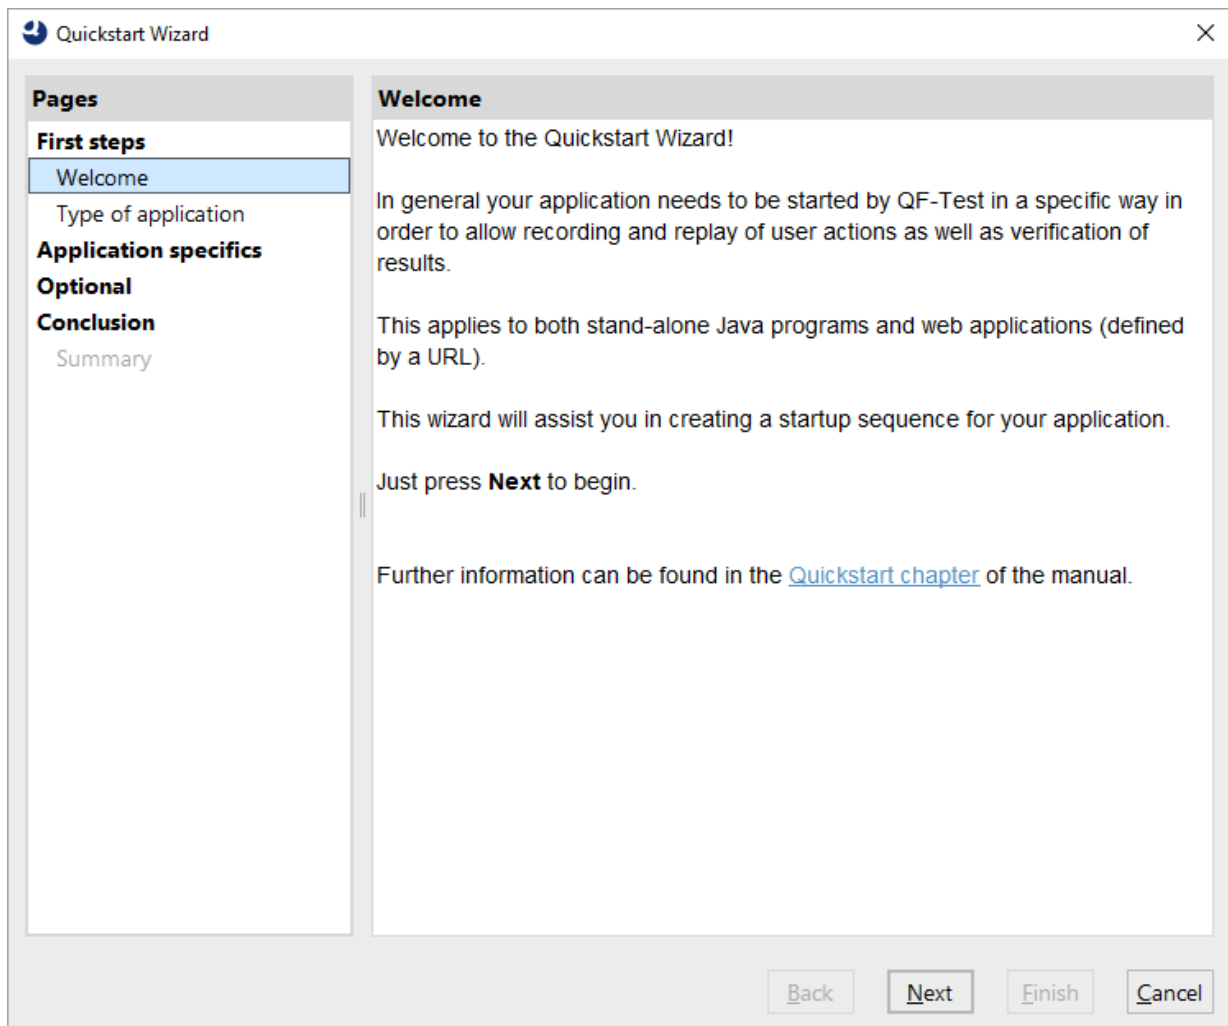 Quickstart Wizard
Pages
First steps
Welcome
Type of application
Application specifics
Optional
Conclusion
Summary
Welcome
Welcome to the Quickstart Wizard!
In general your application needs to be started by QF-Test in a specific way in
order to allow recording and replay of user actions as well as verification of
results.
This applies to both stand-alone Java programs and web applications (defined
by a URL).
This wizard will assist you in creating a startup sequence for your application.
Just press Next to begin.
Further information can be found in the Quickstart chapter of the manual.
Back Next Finish Cancel